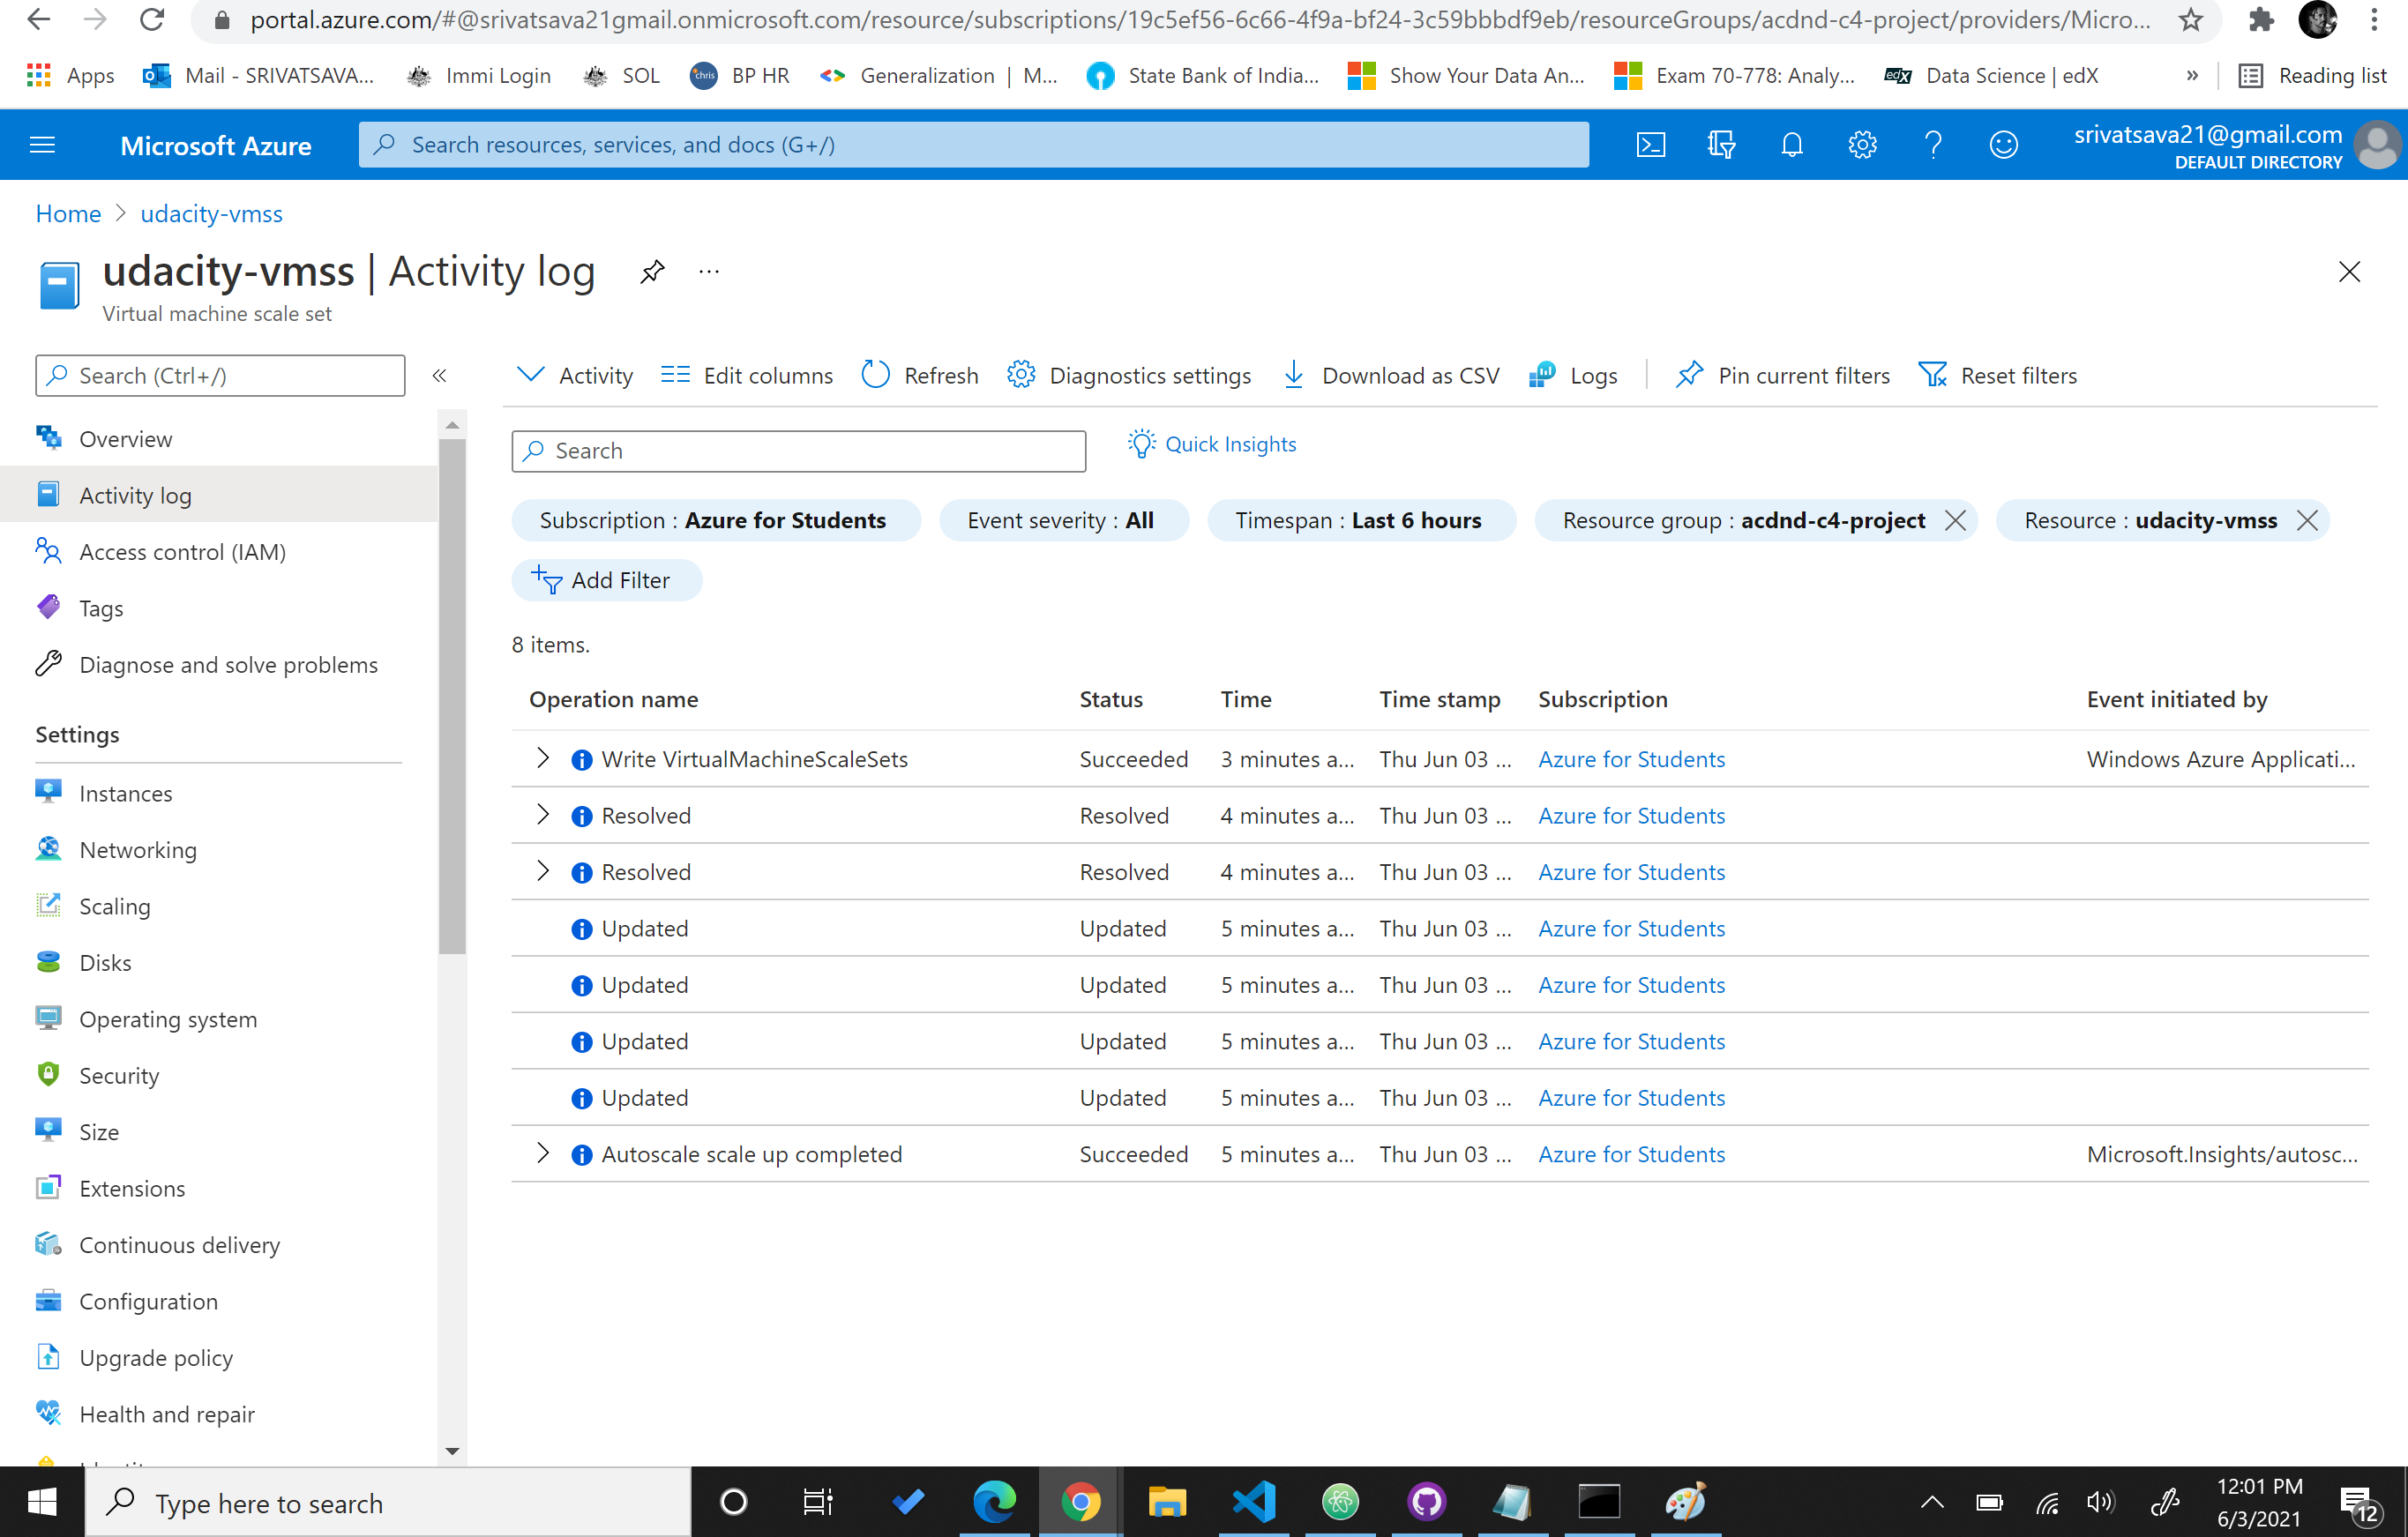 portal.azure.com/#@srivatsava21gmail.onmicrosoft.com/resource/subscriptions/19c5ef56-6c66-4f9a-bf24-3c59bbbdf9eb/resourceGroups/acdnd-c4-project/providers/Micro...
Apps Mail - SRIVATSAVA... Immi Login SOL chris BP HR Generalization | M... State Bank of India... Show Your Data An... Exam 70-778: Analy... edX Data Science | edX » Reading list
Microsoft Azure Search resources, services, and docs (G+/) srivatsava21@gmail.com
DEFAULT DIRECTORY
Home > udacity-vmss
udacity-vmss | Activity log ...
Virtual machine scale set
Search (Ctrl+/) «
Activity Edit columns Refresh Diagnostics settings Download as CSV Logs Pin current filters Reset filters
Search Quick Insights
Subscription : Azure for Students Event severity : All Timespan : Last 6 hours Resource group : acdnd-c4-project Resource : udacity-vmss
Add Filter
8 items.
Operation name Status Time Time stamp Subscription Event initiated by
Write VirtualMachineScaleSets Succeeded 3 minutes a... Thu Jun 03 ... Azure for Students Windows Azure Applicati...
Resolved Resolved 4 minutes a... Thu Jun 03 ... Azure for Students
Resolved Resolved 4 minutes a... Thu Jun 03 ... Azure for Students
Updated Updated 5 minutes a... Thu Jun 03 ... Azure for Students
Updated Updated 5 minutes a... Thu Jun 03 ... Azure for Students
Updated Updated 5 minutes a... Thu Jun 03 ... Azure for Students
Updated Updated 5 minutes a... Thu Jun 03 ... Azure for Students
Autoscale scale up completed Succeeded 5 minutes a... Thu Jun 03 ... Azure for Students Microsoft.Insights/autosc...
Overview
Activity log
Access control (IAM)
Tags
Diagnose and solve problems
Settings
Instances
Networking
Scaling
Disks
Operating system
Security
Size
Extensions
Continuous delivery
Configuration
Upgrade policy
Health and repair
Type here to search
12:01 PM
6/3/2021
12